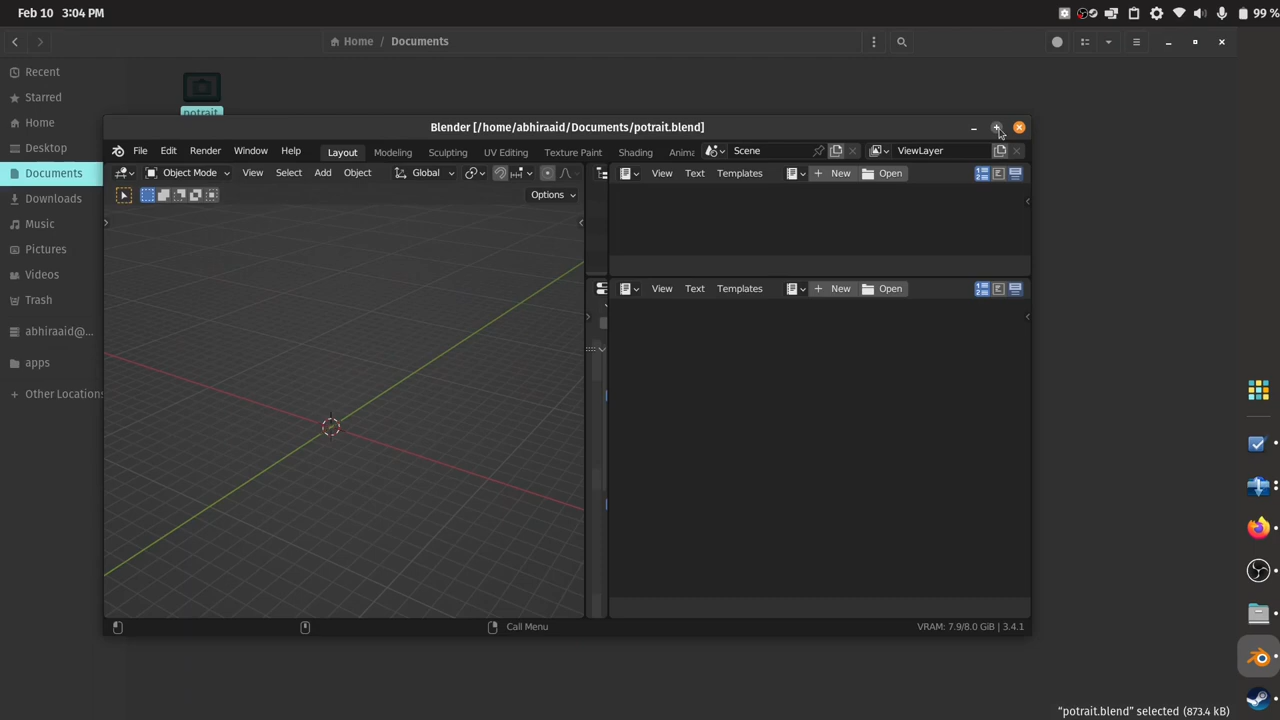 Feb 10 3:04 PM
99 %
Home / Documents
Recent
Starred
Home
Desktop
Documents
Downloads
Music
Pictures
Videos
Trash
abhiraaid@...
apps
+ Other Locations
potrait.
Blender [/home/abhiraaid/Documents/potrait.blend]
File Edit Render Window Help Layout Modeling Sculpting UV Editing Texture Paint Shading Anima Scene ViewLayer
Object Mode View Select Add Object Global
Options
View Text Templates + New Open
View Text Templates + New Open
Call Menu
VRAM: 7.9/8.0 GiB | 3.4.1
"potrait.blend" selected (873.4 kB)